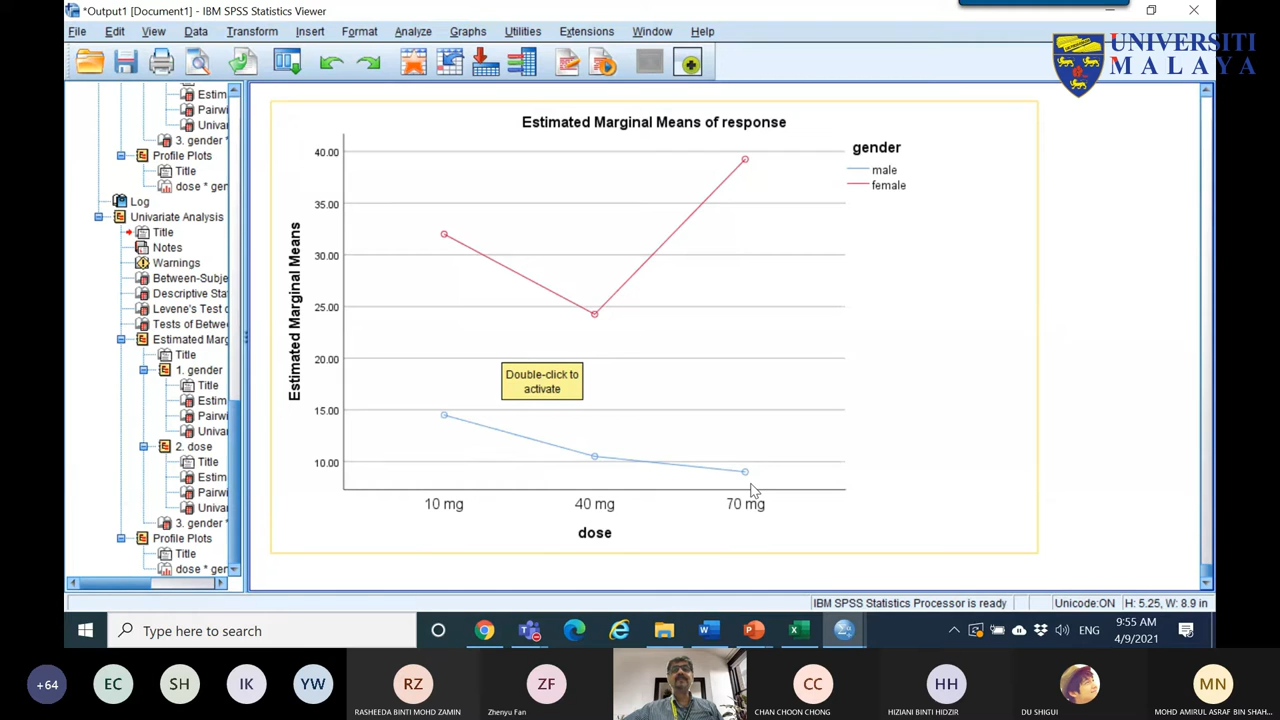 *Output1 [Document1] - IBM SPSS Statistics Viewer
File Edit View Data Transform Insert Format Analyze Graphs Utilities Extensions Window Help
UNIVERSITI
MALAYA
Estim
Pairw
Univa
3. gender *
Profile Plots
Title
dose * gen
Log
Univariate Analysis
Title
Notes
Warnings
Between-Subje
Descriptive Sta
Levene's Test o
Tests of Betwe
Estimated Marg
Title
1. gender
Title
Estim
Pairw
Univa
2. dose
Title
Estim
Pairw
Univa
3. gender *
Profile Plots
Title
dose * gen
Estimated Marginal Means of response
Estimated Marginal Means
40.00
35.00
30.00
25.00
20.00
15.00
10.00
gender
male
female
Double-click to
activate
10 mg 40 mg 70 mg
dose
IBM SPSS Statistics Processor is ready Unicode:ON H: 5.25, W: 8.9 in
Type here to search
ENG
9:55 AM
4/9/2021
+64 EC SH IK YW RZ ZF CC HH MN
RASHEEDA BINTI MOHD ZAMIN Zhenyu Fan CHAN CHOON CHONG HIZIANI BINTI HIDZIR DU SHIGUI MOHD AMIRUL ASRAF BIN SHAH...